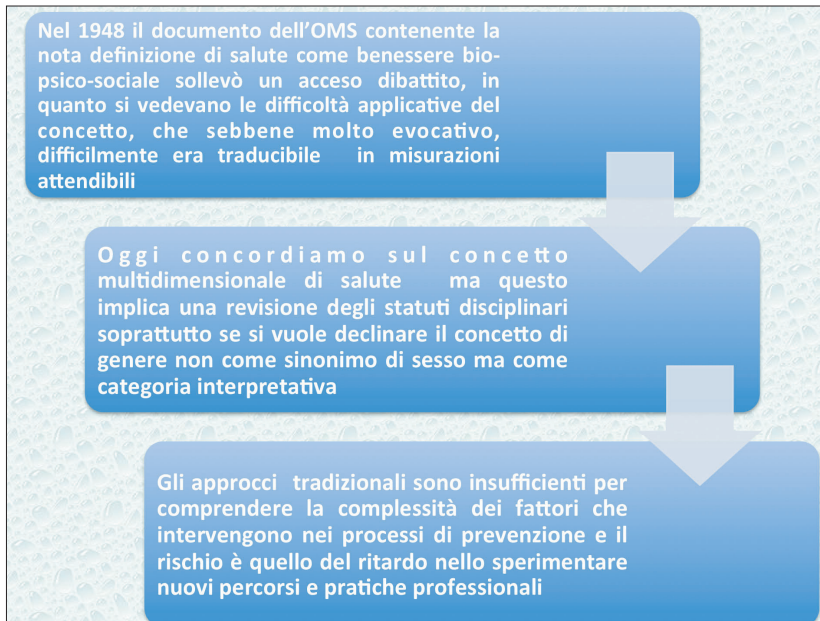 Nel 1948 il documento dell'OMS contenente la
nota definizione di salute come benessere bio-
psico-sociale sollevò un acceso dibattito, in
quanto si vedevano le difficoltà applicative del
concetto, che sebbene molto evocativo,
difficilmente era traducibile in misurazioni
attendibili
Oggi concordiamo sul concetto
multidimensionale di salute ma questo
implica una revisione degli statuti disciplinari
soprattutto se si vuole declinare il concetto di
genere non come sinonimo di sesso ma come
categoria interpretativa
Gli approcci tradizionali sono insufficienti per
comprendere la complessità dei fattori che
intervengono nei processi di prevenzione e il
rischio è quello del ritardo nello sperimentare
nuovi percorsi e pratiche professionali